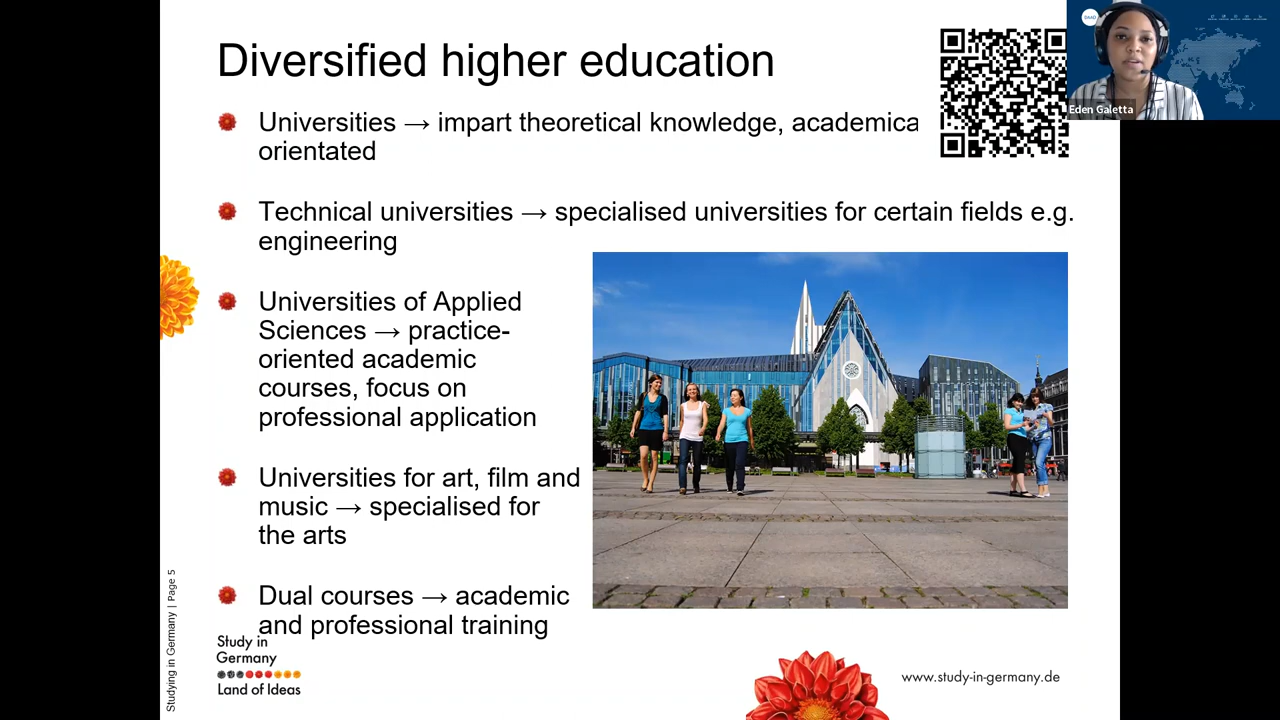 Diversified higher education
Universities → impart theoretical knowledge, academica
orientated
Technical universities → specialised universities for certain fields e.g.
engineering
Universities of Applied
Sciences → practice-
oriented academic
courses, focus on
professional application
Universities for art, film and
music → specialised for
the arts
Dual courses → academic
and professional training
Study in
Germany
Land of Ideas
www.study-in-germany.de
Studying in Germany | Page 5
DAAD
Eden Galetta